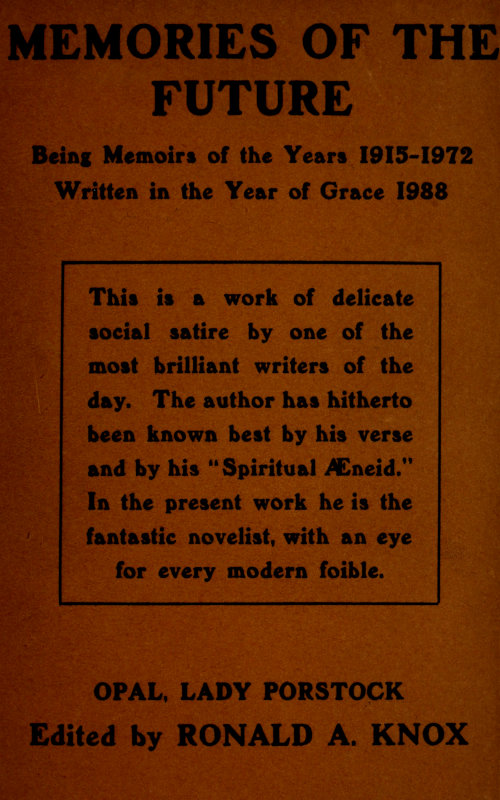 MEMORIES OF THE
FUTURE
Being Memoirs of the Years 1915-1972
Written in the Year of Grace 1988
This is a work of delicate
social satire by one of the
most brilliant writers of the
day. The author has hitherto
been known best by his verse
and by his "Spiritual Æneid."
In the present work he is the
fantastic novelist, with an eye
for every modern foible.
OPAL, LADY PORSTOCK
Edited by RONALD A. KNOX